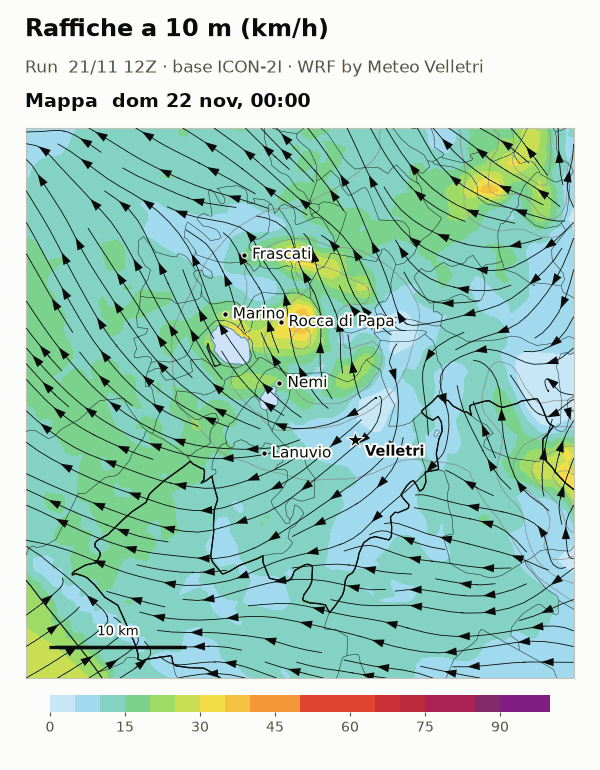 Raffiche a 10 m (km/h)
Run  21/11 12Z · base ICON-2I · WRF by Meteo Velletri
Mappa  dom 22 nov, 00:00
Frascati
Marino
Rocca di Papa
Nemi
Lanuvio
Velletri
10 km
0 15 30 45 60 75 90